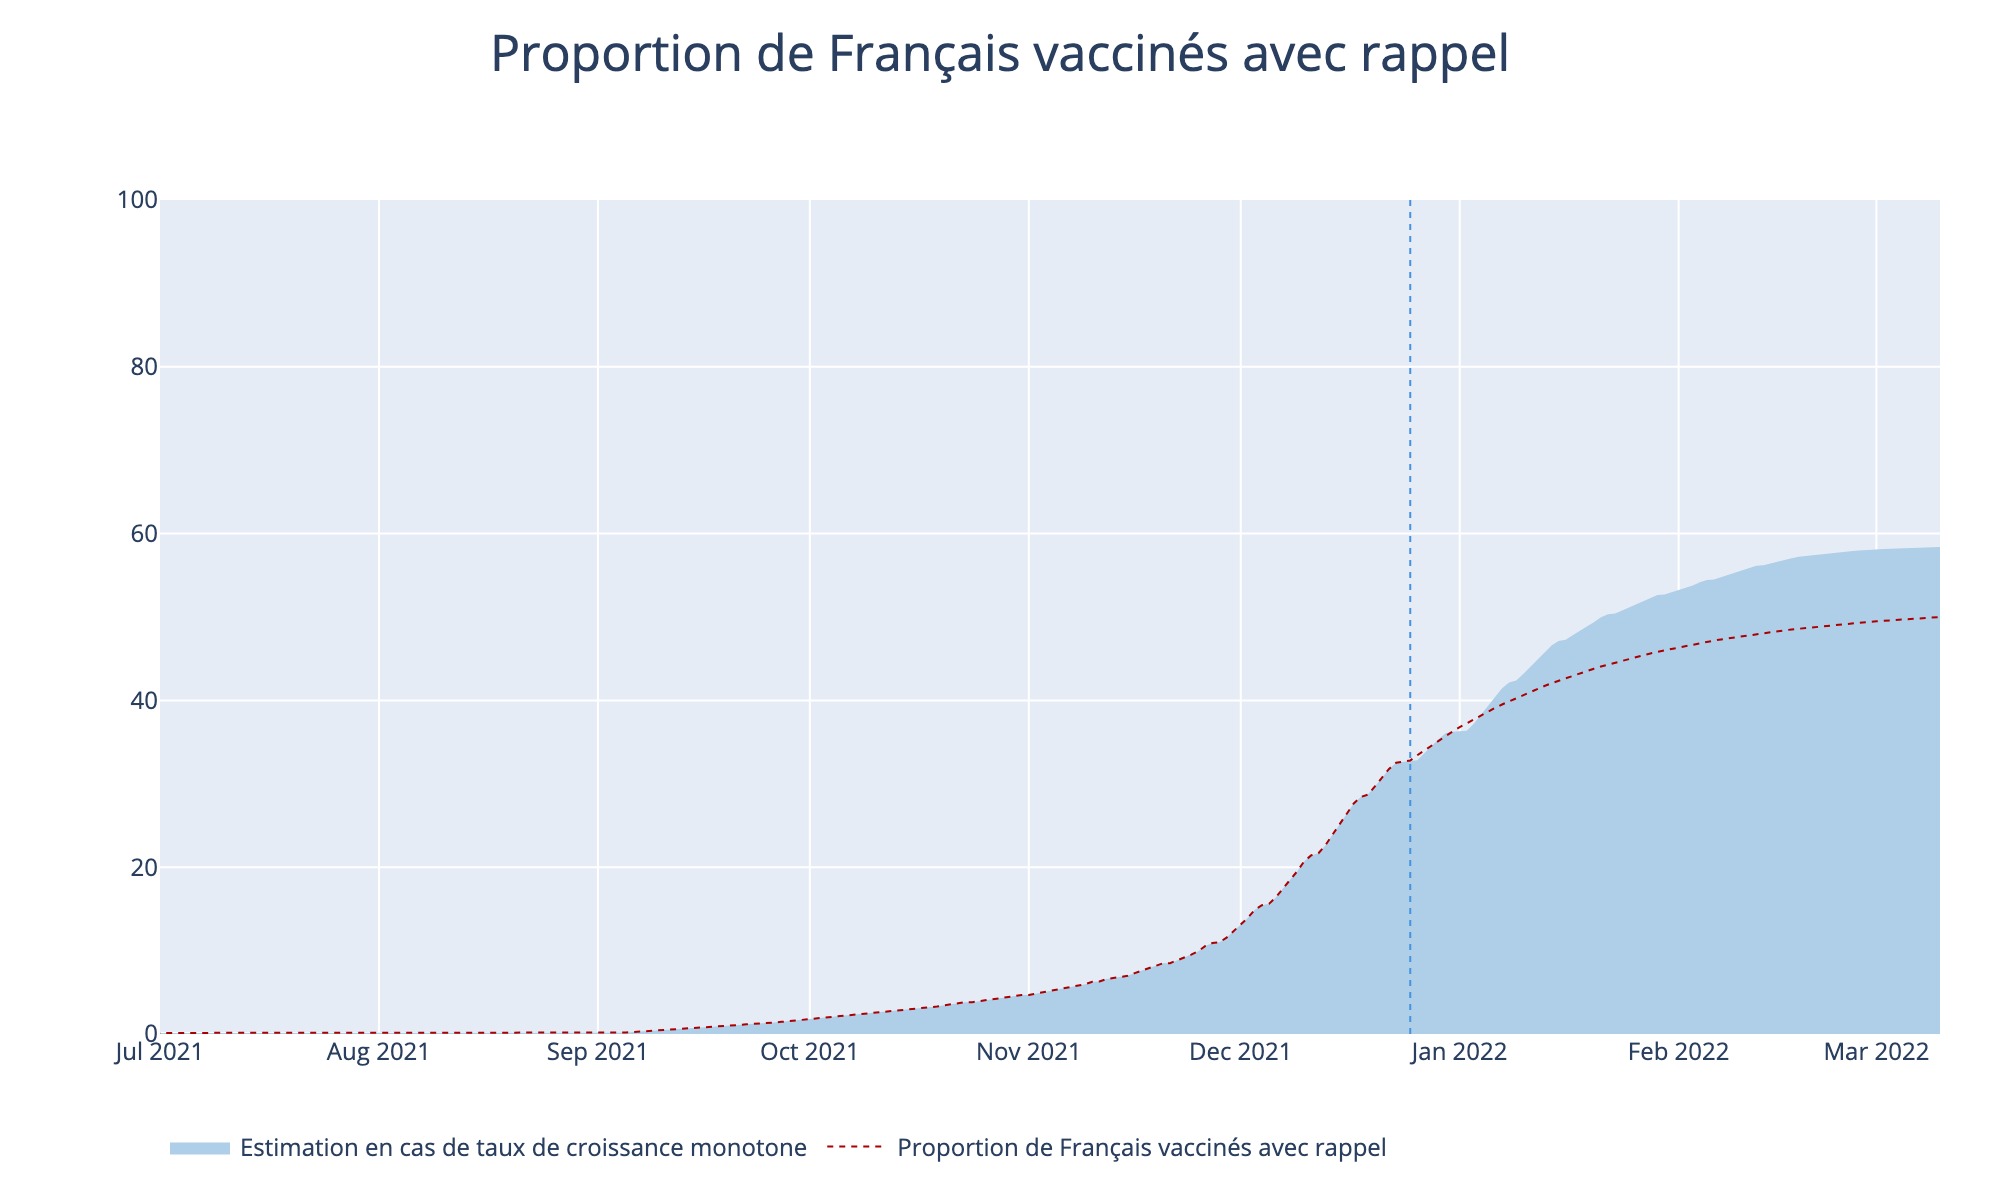 Proportion de Français vaccinés avec rappel
100
80
60
40
20
0
Jul 2021 Aug 2021 Sep 2021 Oct 2021 Nov 2021 Dec 2021 Jan 2022 Feb 2022 Mar 2022
Estimation en cas de taux de croissance monotone Proportion de Français vaccinés avec rappel